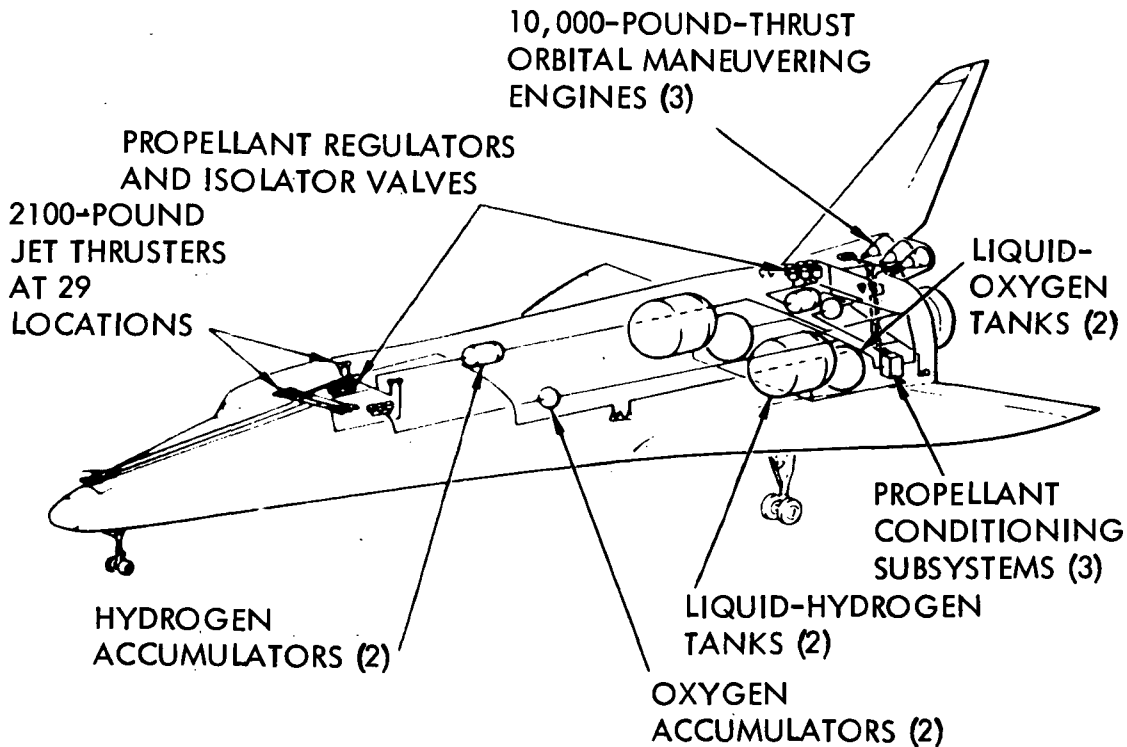 10,000-POUND-THRUST
ORBITAL MANEUVERING
ENGINES (3)
PROPELLANT REGULATORS
AND ISOLATOR VALVES
2100-POUND
JET THRUSTERS
AT 29
LOCATIONS
LIQUID-
OXYGEN
TANKS (2)
PROPELLANT
CONDITIONING
SUBSYSTEMS (3)
HYDROGEN
ACCUMULATORS (2)
LIQUID-HYDROGEN
TANKS (2)
OXYGEN
ACCUMULATORS (2)